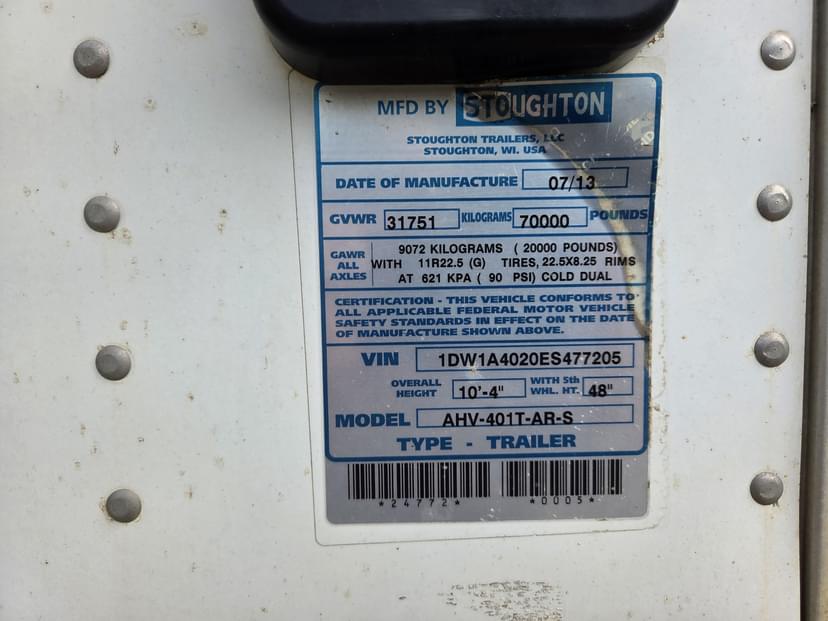 MFD BY STOUGHTON
STOUGHTON TRAILERS, LLC
STOUGHTON, WI. USA
DATE OF MANUFACTURE 07/13
GVWR 31751 KILOGRAMS 70000 POUNDS
GAWR ALL AXLES
9072 KILOGRAMS ( 20000 POUNDS)
WITH 11R22.5 (G) TIRES, 22.5X8.25 RIMS
AT 621 KPA ( 90 PSI) COLD DUAL
CERTIFICATION - THIS VEHICLE CONFORMS TO
ALL APPLICABLE FEDERAL MOTOR VEHICLE
SAFETY STANDARDS IN EFFECT ON THE DATE
OF MANUFACTURE SHOWN ABOVE.
VIN 1DW1A4020ES477205
OVERALL HEIGHT 10'-4" WITH 5th WHL. HT. 48"
MODEL AHV-401T-AR-S
TYPE - TRAILER
*24772* *0005*